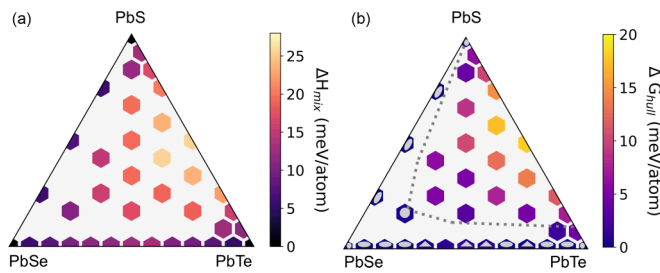 (a)
PbS
PbSe
PbTe
25
20
15
10
5
0
ΔH_mix (meV/atom)
(b)
PbS
PbSe
PbTe
20
15
10
5
0
Δ G_hull (meV/atom)